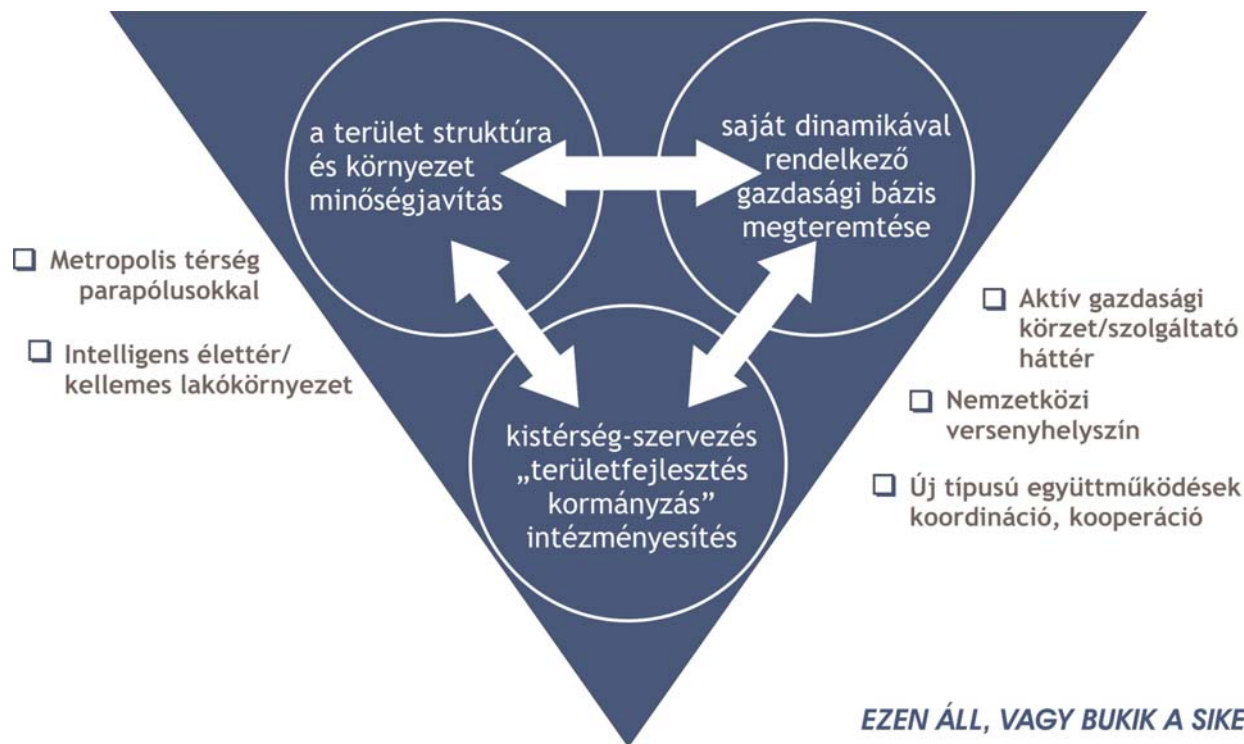 a terület struktúra
és környezet
minőségjavítás
saját dinamikával
rendelkező
gazdasági bázis
megteremtése
kistérség-szervezés
„területfejlesztés
kormányzás”
intézményesítés
Metropolis térség
parapólusokkal
Intelligens élettér/
kellemes lakókörnyezet
Aktív gazdasági
körzet/szolgáltató
háttér
Nemzetközi
versenyhelyszín
Új típusú együttműködések
koordináció, kooperáció
EZEN ÁLL, VAGY BUKIK A SIKE